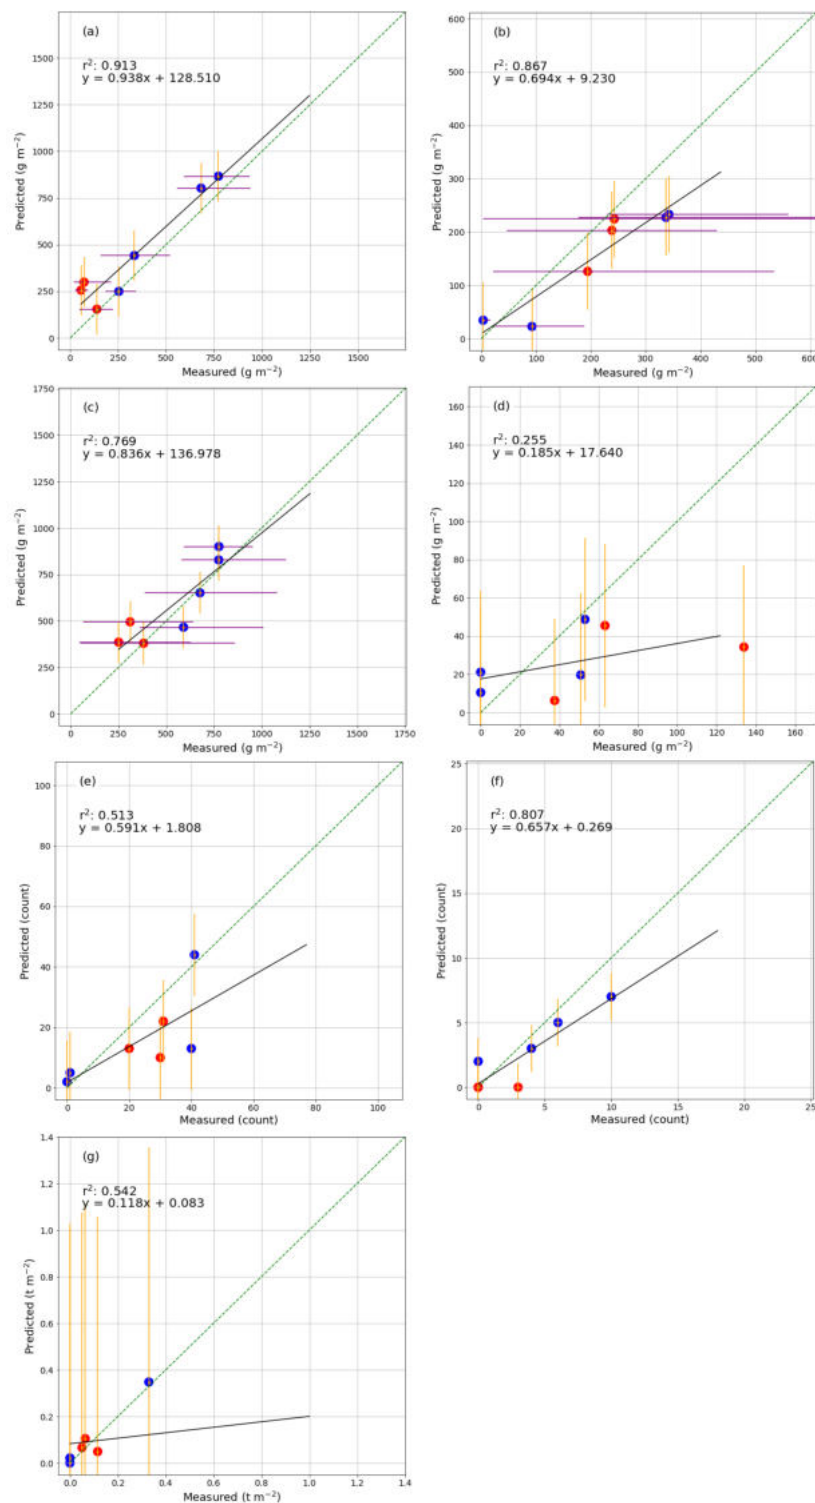 (a)
r²: 0.913
y = 0.938x + 128.510
1500
1250
1000
750
500
250
0
Predicted (g m⁻²)
0 250 500 750 1000 1250 1500
Measured (g m⁻²)
(b)
r²: 0.867
y = 0.694x + 9.230
600
500
400
300
200
100
0
Predicted (g m⁻²)
0 100 200 300 400 500 600
Measured (g m⁻²)
(c)
r²: 0.769
y = 0.836x + 136.978
1750
1500
1250
1000
750
500
250
0
Predicted (g m⁻²)
0 250 500 750 1000 1250 1500 1750
Measured (g m⁻²)
(d)
r²: 0.255
y = 0.185x + 17.640
160
140
120
100
80
60
40
20
0
Predicted (g m⁻²)
0 20 40 60 80 100 120 140 160
Measured (g m⁻²)
(e)
r²: 0.513
y = 0.591x + 1.808
100
80
60
40
20
0
Predicted (count)
0 20 40 60 80 100
Measured (count)
(f)
r²: 0.807
y = 0.657x + 0.269
25
20
15
10
5
0
Predicted (count)
0 5 10 15 20 25
Measured (count)
(g)
r²: 0.542
y = 0.118x + 0.083
1.4
1.2
1.0
0.8
0.6
0.4
0.2
0.0
Predicted (t m⁻²)
0.0 0.2 0.4 0.6 0.8 1.0 1.2 1.4
Measured (t m⁻²)